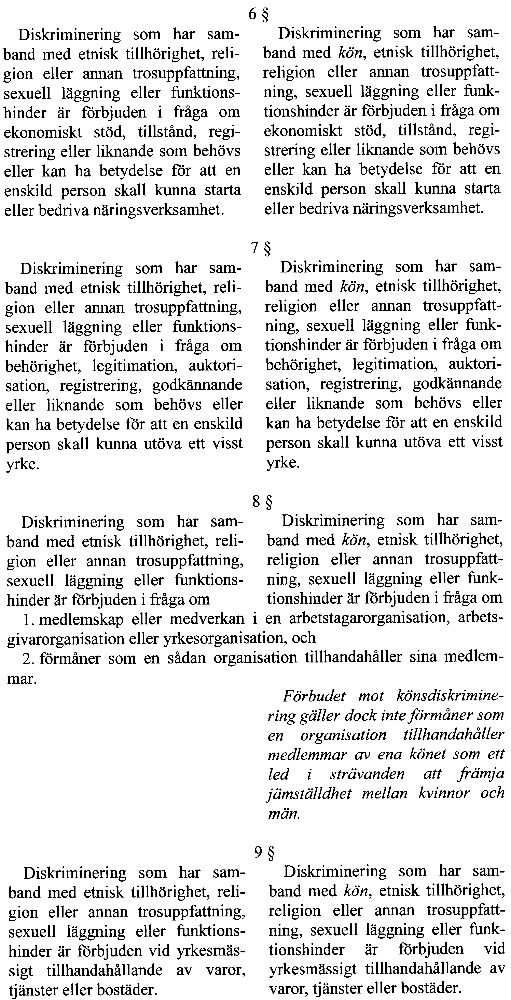 6 §
Diskriminering som har sam-
band med etnisk tillhörighet, reli-
gion eller annan trosuppfattning,
sexuell läggning eller funktions-
hinder är förbjuden i fråga om
ekonomiskt stöd, tillstånd, regi-
strering eller liknande som behövs
eller kan ha betydelse för att en
enskild person skall kunna starta
eller bedriva näringsverksamhet.
Diskriminering som har sam-
band med kön, etnisk tillhörighet,
religion eller annan trosuppfatt-
ning, sexuell läggning eller funk-
tionshinder är förbjuden i fråga om
ekonomiskt stöd, tillstånd, regi-
strering eller liknande som behövs
eller kan ha betydelse för att en
enskild person skall kunna starta
eller bedriva näringsverksamhet.
7 §
Diskriminering som har sam-
band med etnisk tillhörighet, reli-
gion eller annan trosuppfattning,
sexuell läggning eller funktions-
hinder är förbjuden i fråga om
behörighet, legitimation, auktori-
sation, registrering, godkännande
eller liknande som behövs eller
kan ha betydelse för att en enskild
person skall kunna utöva ett visst
yrke.
Diskriminering som har sam-
band med kön, etnisk tillhörighet,
religion eller annan trosuppfatt-
ning, sexuell läggning eller funk-
tionshinder är förbjuden i fråga om
behörighet, legitimation, auktori-
sation, registrering, godkännande
eller liknande som behövs eller
kan ha betydelse för att en enskild
person skall kunna utöva ett visst
yrke.
8 §
Diskriminering som har sam-
band med etnisk tillhörighet, reli-
gion eller annan trosuppfattning,
sexuell läggning eller funktions-
hinder är förbjuden i fråga om
Diskriminering som har sam-
band med kön, etnisk tillhörighet,
religion eller annan trosuppfatt-
ning, sexuell läggning eller funk-
tionshinder är förbjuden i fråga om
1. medlemskap eller medverkan i en arbetstagarorganisation, arbets-
givarorganisation eller yrkesorganisation, och
2. förmåner som en sådan organisation tillhandahåller sina medlem-
mar.
Förbudet mot könsdiskrimine-
ring gäller dock inte förmåner som
en organisation tillhandahåller
medlemmar av ena könet som ett
led i strävanden att främja
jämställdhet mellan kvinnor och
män.
9 §
Diskriminering som har sam-
band med etnisk tillhörighet, reli-
gion eller annan trosuppfattning,
sexuell läggning eller funktions-
hinder är förbjuden vid yrkesmäs-
sigt tillhandahållande av varor,
tjänster eller bostäder.
Diskriminering som har sam-
band med kön, etnisk tillhörighet,
religion eller annan trosuppfatt-
ning, sexuell läggning eller funk-
tionshinder är förbjuden vid
yrkesmässigt tillhandahållande av
varor, tjänster eller bostäder.